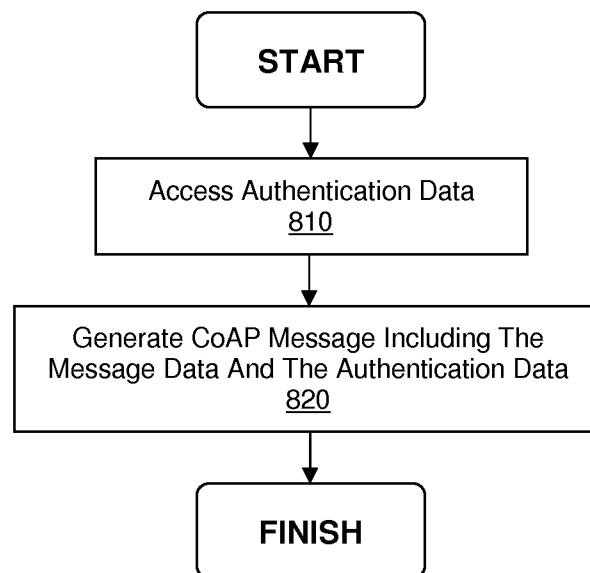 START
Access Authentication Data
810
Generate CoAP Message Including The
Message Data And The Authentication Data
820
FINISH